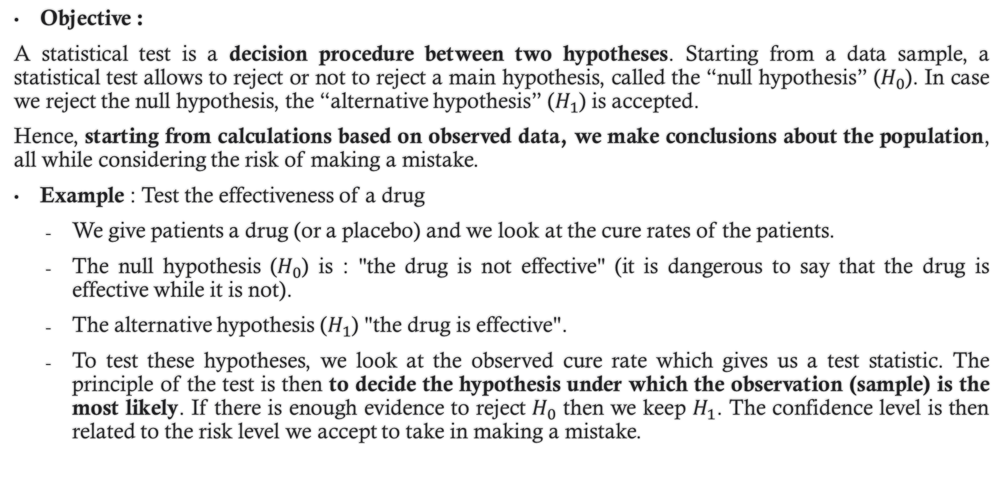 • Objective :
A statistical test is a decision procedure between two hypotheses. Starting from a data sample, a
statistical test allows to reject or not to reject a main hypothesis, called the “null hypothesis” (H₀). In case
we reject the null hypothesis, the “alternative hypothesis” (H₁) is accepted.
Hence, starting from calculations based on observed data, we make conclusions about the population,
all while considering the risk of making a mistake.
• Example : Test the effectiveness of a drug
- We give patients a drug (or a placebo) and we look at the cure rates of the patients.
- The null hypothesis (H₀) is : "the drug is not effective" (it is dangerous to say that the drug is
effective while it is not).
- The alternative hypothesis (H₁) "the drug is effective".
- To test these hypotheses, we look at the observed cure rate which gives us a test statistic. The
principle of the test is then to decide the hypothesis under which the observation (sample) is the
most likely. If there is enough evidence to reject H₀ then we keep H₁. The confidence level is then
related to the risk level we accept to take in making a mistake.